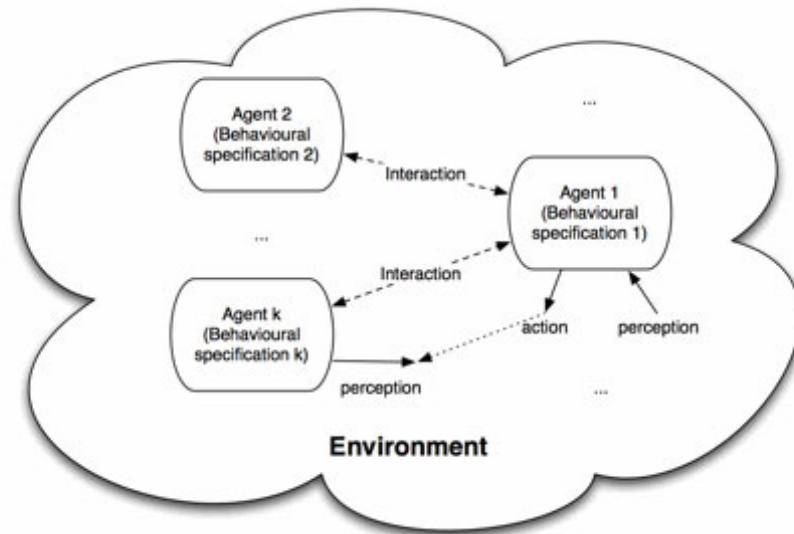 Agent 2
(Behavioural
specification 2)
...
Interaction
Agent 1
(Behavioural
specification 1)
...
Interaction
Agent k
(Behavioural
specification k)
action
perception
perception
...
Environment